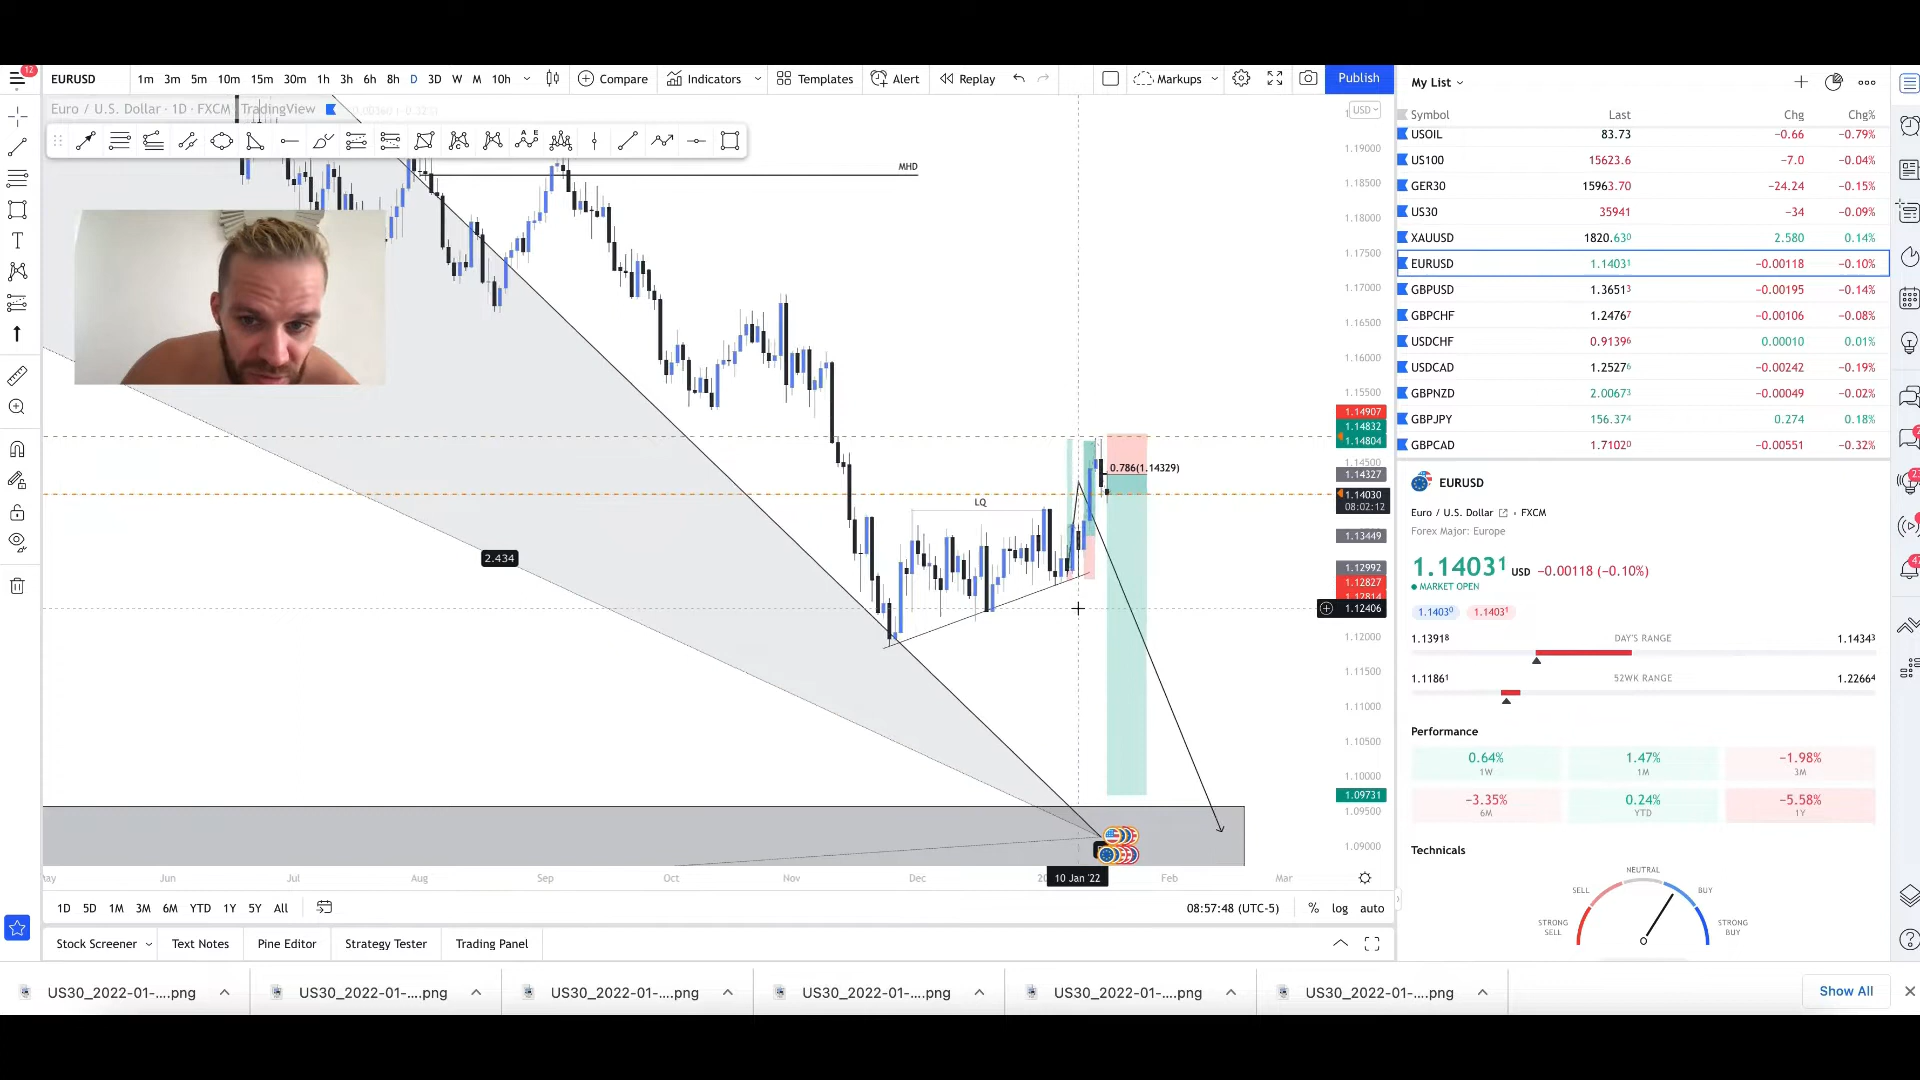 12
EURUSD
1m 3m 5m 10m 15m 30m 1h 3h 6h 8h D 3D W M 10h
Compare
Indicators
Templates
Alert
Replay
Markups
Publish
Euro / U.S. Dollar · 1D · FXCM TradingView
USD
MHD
0.786(1.14329)
LQ
2.434
1.19000
1.18500
1.18000
1.17500
1.17000
1.16500
1.16000
1.15500
1.14907
1.14832
1.14804
1.14500
1.14327
1.14030
08:02:12
1.13449
1.12992
1.12827
1.12814
1.12406
1.12000
1.11500
1.11000
1.10500
1.10000
1.09731
1.09500
1.09000
Jun Jul Aug Sep Oct Nov Dec 10 Jan '22 Feb Mar
1D 5D 1M 3M 6M YTD 1Y 5Y All
08:57:48 (UTC-5) % log auto
Stock Screener Text Notes Pine Editor Strategy Tester Trading Panel
My List
Symbol Last Chg Chg%
USOIL 83.73 −0.66 −0.79%
US100 15623.6 −7.0 −0.04%
GER30 15963.70 −24.24 −0.15%
US30 35941 −34 −0.09%
XAUUSD 1820.630 2.580 0.14%
EURUSD 1.14031 −0.00118 −0.10%
GBPUSD 1.36513 −0.00195 −0.14%
GBPCHF 1.24767 −0.00106 −0.08%
USDCHF 0.91396 0.00010 0.01%
USDCAD 1.25276 −0.00242 −0.19%
GBPNZD 2.00673 −0.00049 −0.02%
GBPJPY 156.374 0.274 0.18%
GBPCAD 1.71020 −0.00551 −0.32%
EURUSD
Euro / U.S. Dollar • FXCM
Forex Major: Europe
1.14031 USD −0.00118 (−0.10%)
MARKET OPEN
1.14030 1.14031
1.13918 DAY'S RANGE 1.14343
1.11861 52WK RANGE 1.22664
Performance
0.64% 1.47% −1.98%
1W 1M 3M
−3.35% 0.24% −5.58%
6M YTD 1Y
Technicals
NEUTRAL
SELL BUY
STRONG SELL STRONG BUY
US30_2022-01-....png US30_2022-01-....png US30_2022-01-....png US30_2022-01-....png US30_2022-01-....png US30_2022-01-....png
Show All